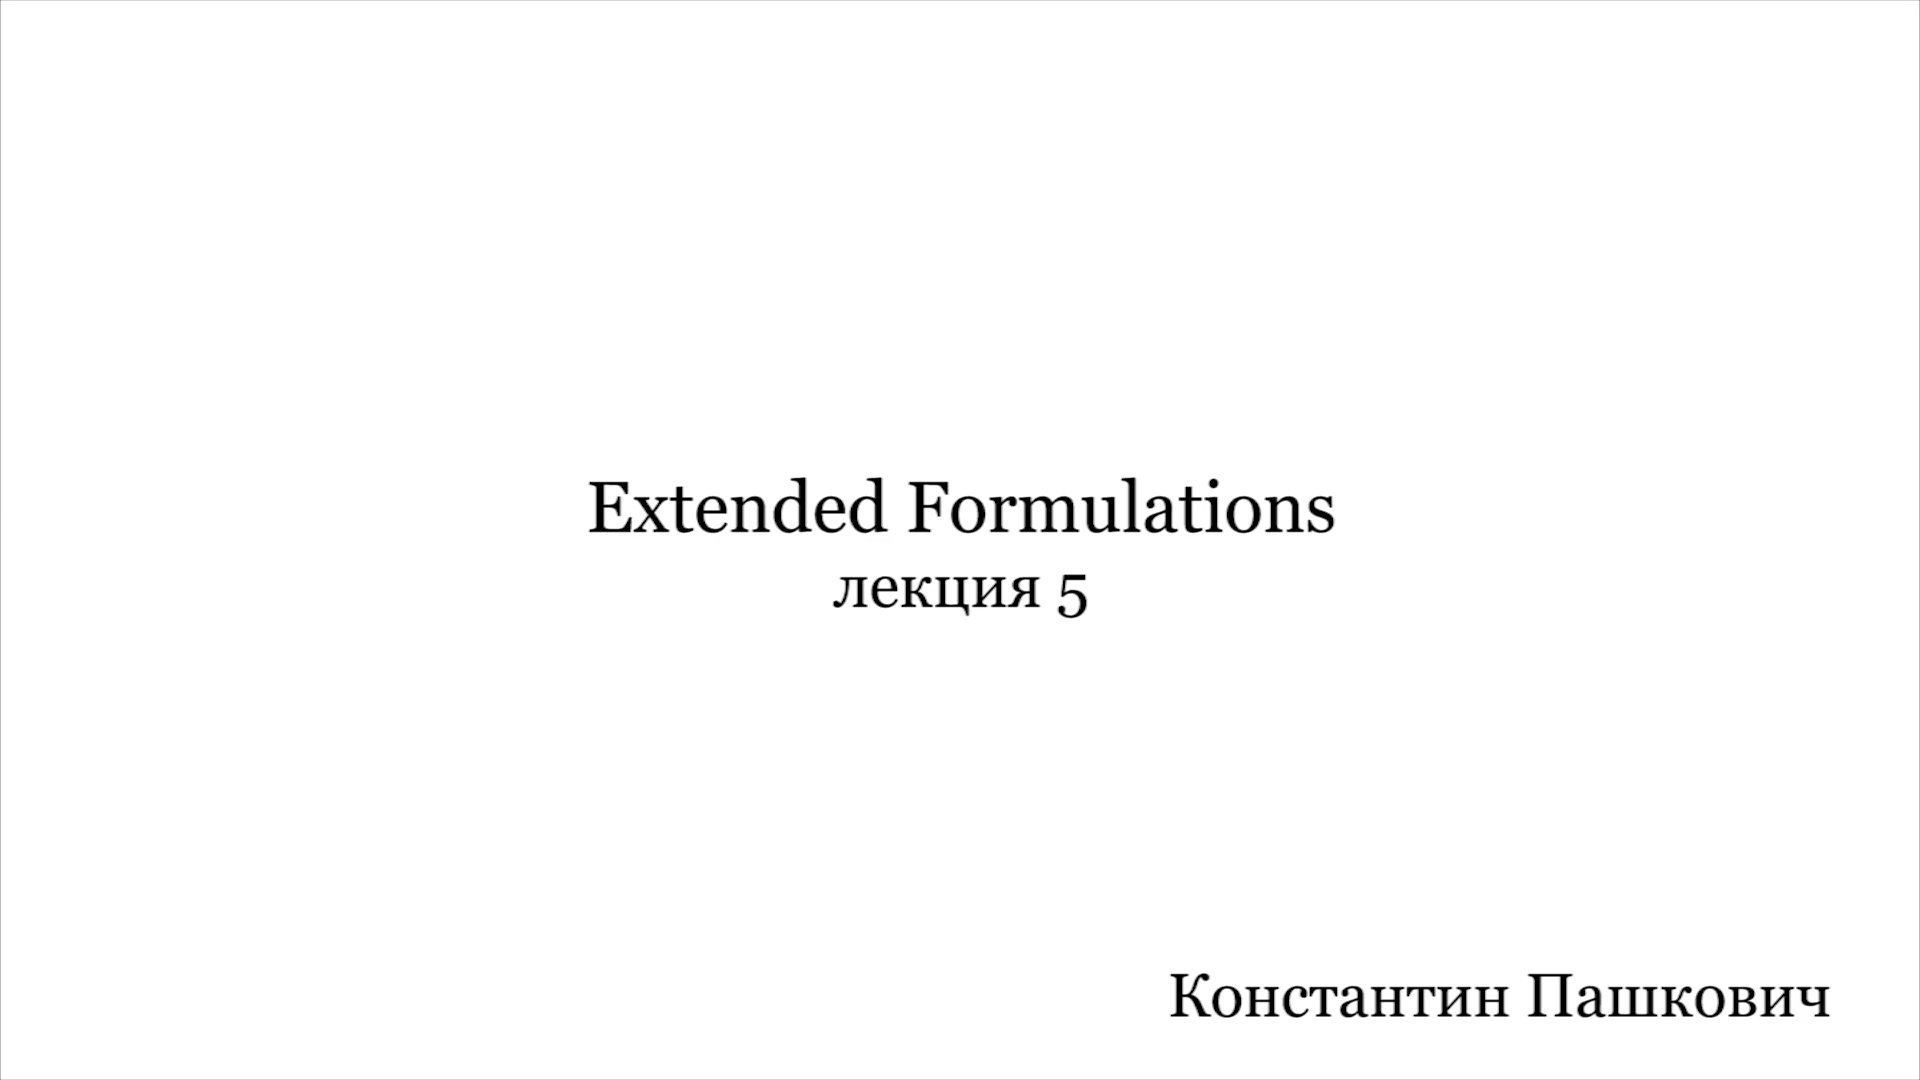 Extended Formulations
лекция 5
Константин Пашкович